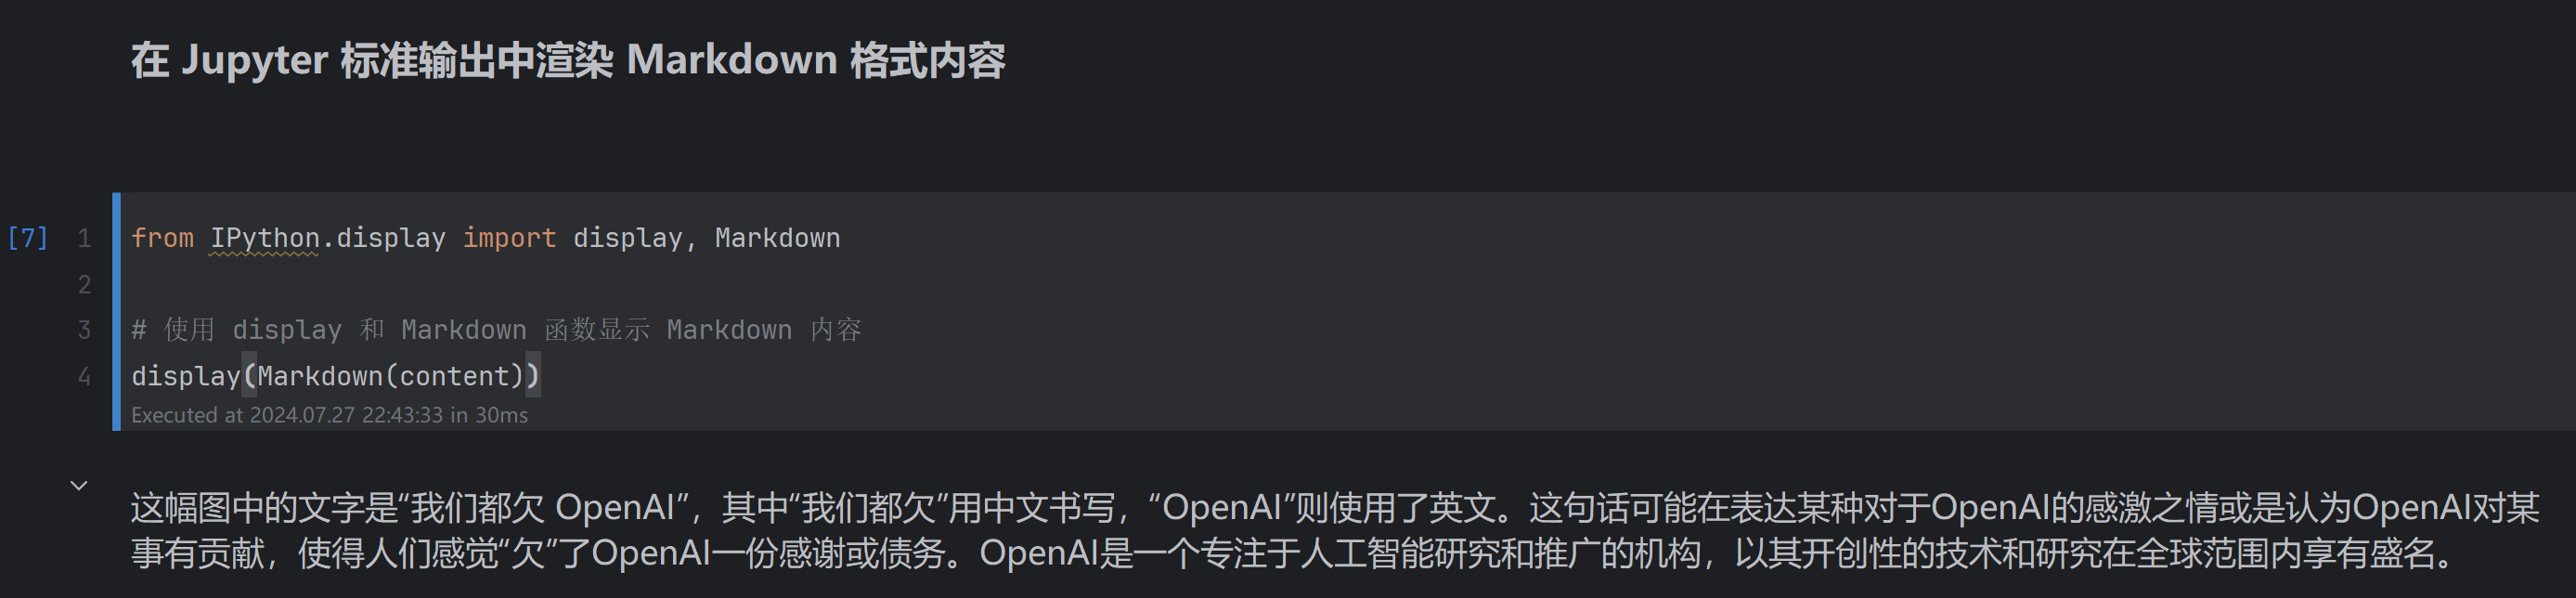 在 Jupyter 标准输出中渲染 Markdown 格式内容
[7] 1 from IPython.display import display, Markdown
2
3 # 使用 display 和 Markdown 函数显示 Markdown 内容
4 display(Markdown(content))
Executed at 2024.07.27 22:43:33 in 30ms
这幅图中的文字是“我们都欠 OpenAI”，其中“我们都欠”用中文书写，“OpenAI”则使用了英文。这句话可能在表达某种对于OpenAI的感激之情或是认为OpenAI对某
事有贡献，使得人们感觉“欠”了OpenAI一份感谢或债务。OpenAI是一个专注于人工智能研究和推广的机构，以其开创性的技术和研究在全球范围内享有盛名。